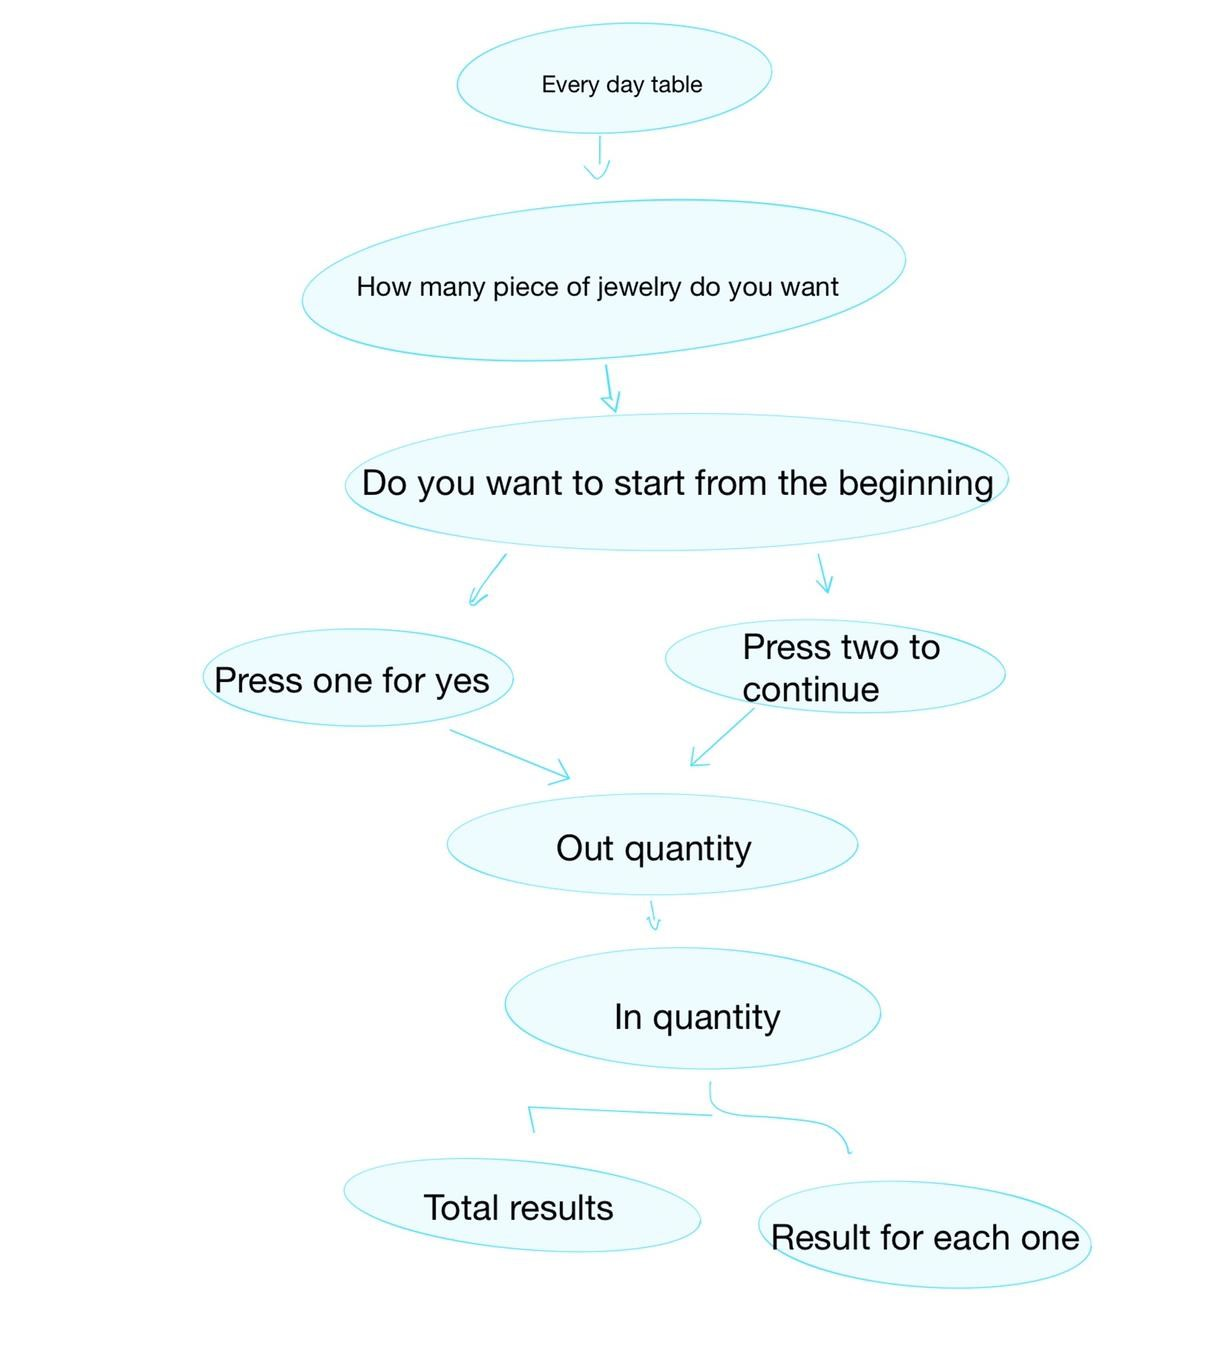 Every day table
How many piece of jewelry do you want
Do you want to start from the beginning
Press one for yes
Press two to
continue
Out quantity
In quantity
Total results
Result for each one